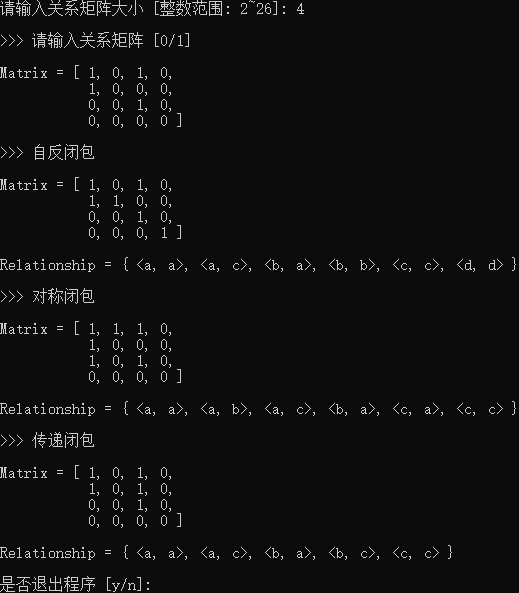 请输入关系矩阵大小 [整数范围: 2~26]: 4
>>> 请输入关系矩阵 [0/1]
Matrix = [ 1, 0, 1, 0,
1, 0, 0, 0,
0, 0, 1, 0,
0, 0, 0, 0 ]
>>> 自反闭包
Matrix = [ 1, 0, 1, 0,
1, 1, 0, 0,
0, 0, 1, 0,
0, 0, 0, 1 ]
Relationship = { <a, a>, <a, c>, <b, a>, <b, b>, <c, c>, <d, d> }
>>> 对称闭包
Matrix = [ 1, 1, 1, 0,
1, 0, 0, 0,
1, 0, 1, 0,
0, 0, 0, 0 ]
Relationship = { <a, a>, <a, b>, <a, c>, <b, a>, <c, a>, <c, c> }
>>> 传递闭包
Matrix = [ 1, 0, 1, 0,
1, 0, 1, 0,
0, 0, 1, 0,
0, 0, 0, 0 ]
Relationship = { <a, a>, <a, c>, <b, a>, <b, c>, <c, c> }
是否退出程序 [y/n]: